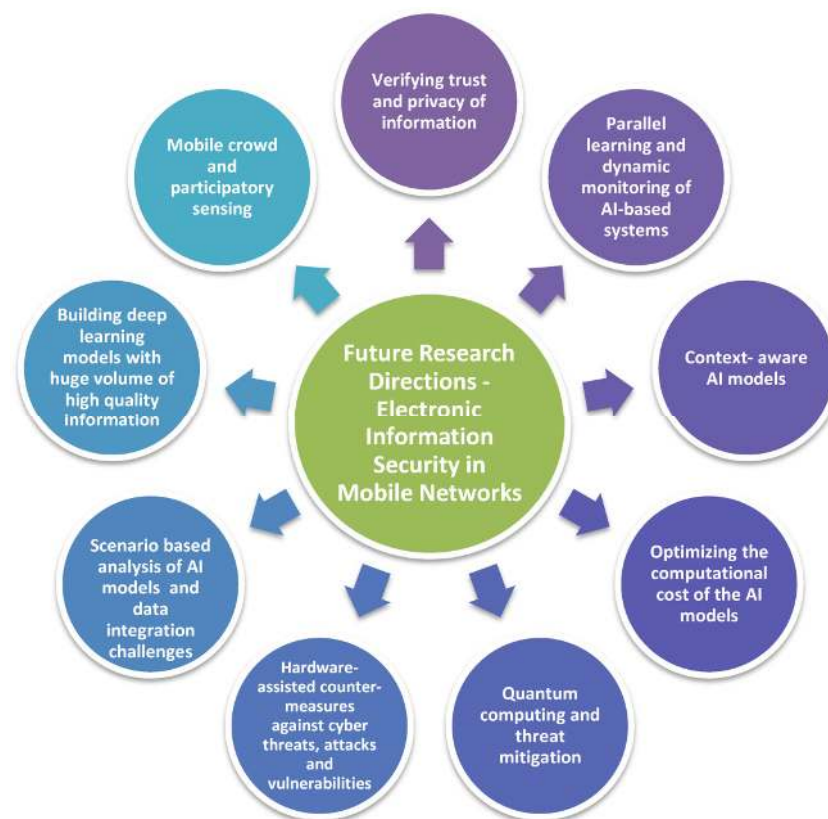 Verifying trust
and privacy of
information
Parallel
learning and
dynamic
monitoring of
AI-based
systems
Context- aware
AI models
Optimizing the
computational
cost of the AI
models
Quantum
computing and
threat
mitigation
Hardware-
assisted counter-
measures
against cyber
threats, attacks
and
vulnerabilities
Scenario based
analysis of AI
models and
data
integration
challenges
Building deep
learning
models with
huge volume of
high quality
information
Mobile crowd
and
participatory
sensing
Future Research
Directions -
Electronic
Information
Security in
Mobile Networks